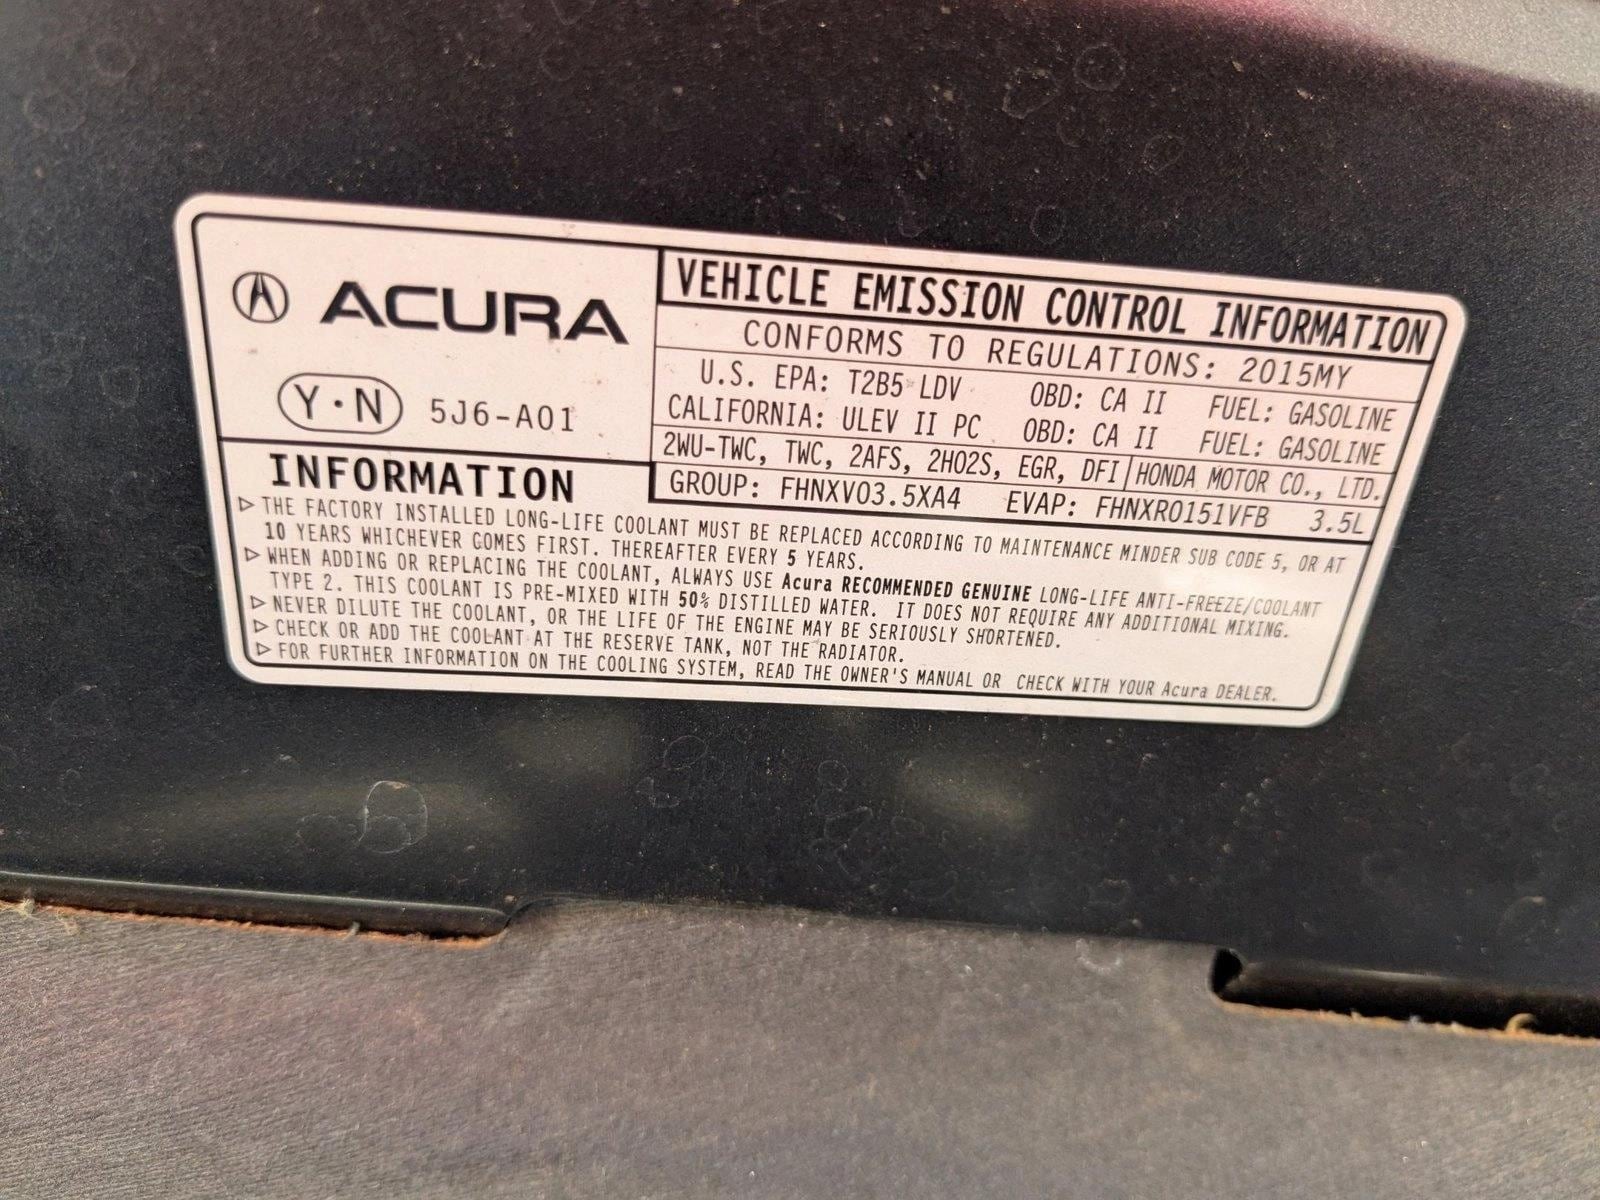 ACURA
Y·N 5J6-A01
VEHICLE EMISSION CONTROL INFORMATION
CONFORMS TO REGULATIONS: 2015MY
U.S. EPA: T2B5 LDV OBD: CA II FUEL: GASOLINE
CALIFORNIA: ULEV II PC OBD: CA II FUEL: GASOLINE
2WU-TWC, TWC, 2AFS, 2HO2S, EGR, DFI HONDA MOTOR CO., LTD.
GROUP: FHNXV03.5XA4 EVAP: FHNXR0151VFB 3.5L
INFORMATION
▷ THE FACTORY INSTALLED LONG-LIFE COOLANT MUST BE REPLACED ACCORDING TO MAINTENANCE MINDER SUB CODE 5, OR AT
10 YEARS WHICHEVER COMES FIRST. THEREAFTER EVERY 5 YEARS.
▷ WHEN ADDING OR REPLACING THE COOLANT, ALWAYS USE Acura RECOMMENDED GENUINE LONG-LIFE ANTI-FREEZE/COOLANT
TYPE 2. THIS COOLANT IS PRE-MIXED WITH 50% DISTILLED WATER. IT DOES NOT REQUIRE ANY ADDITIONAL MIXING.
▷ NEVER DILUTE THE COOLANT, OR THE LIFE OF THE ENGINE MAY BE SERIOUSLY SHORTENED.
▷ CHECK OR ADD THE COOLANT AT THE RESERVE TANK, NOT THE RADIATOR.
▷ FOR FURTHER INFORMATION ON THE COOLING SYSTEM, READ THE OWNER'S MANUAL OR CHECK WITH YOUR Acura DEALER.